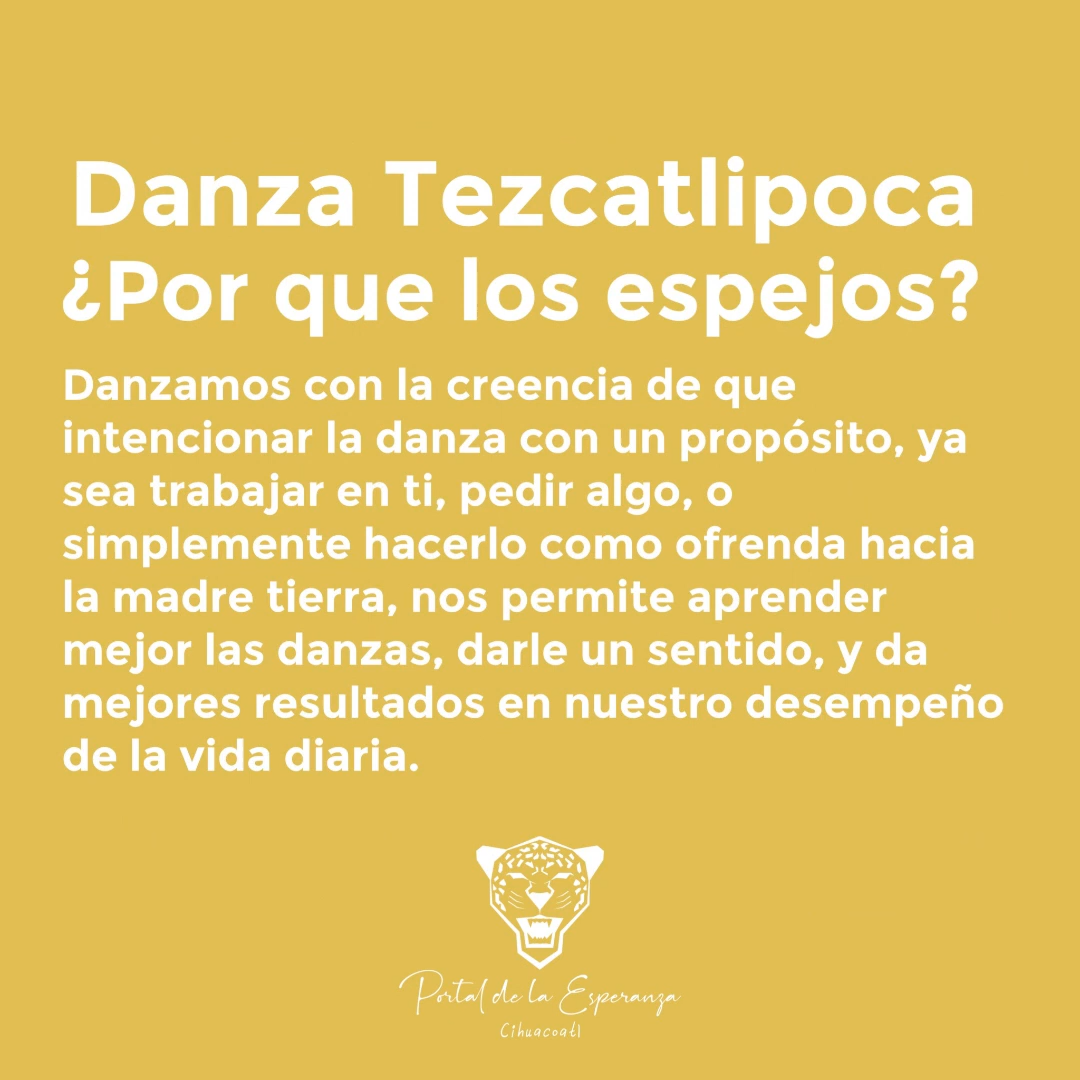 Danza Tezcatlipoca
¿Por que los espejos?
Danzamos con la creencia de que
intencionar la danza con un propósito, ya
sea trabajar en ti, pedir algo, o
simplemente hacerlo como ofrenda hacia
la madre tierra, nos permite aprender
mejor las danzas, darle un sentido, y da
mejores resultados en nuestro desempeño
de la vida diaria.
Portal de la Esperanza
Cihuacoatl